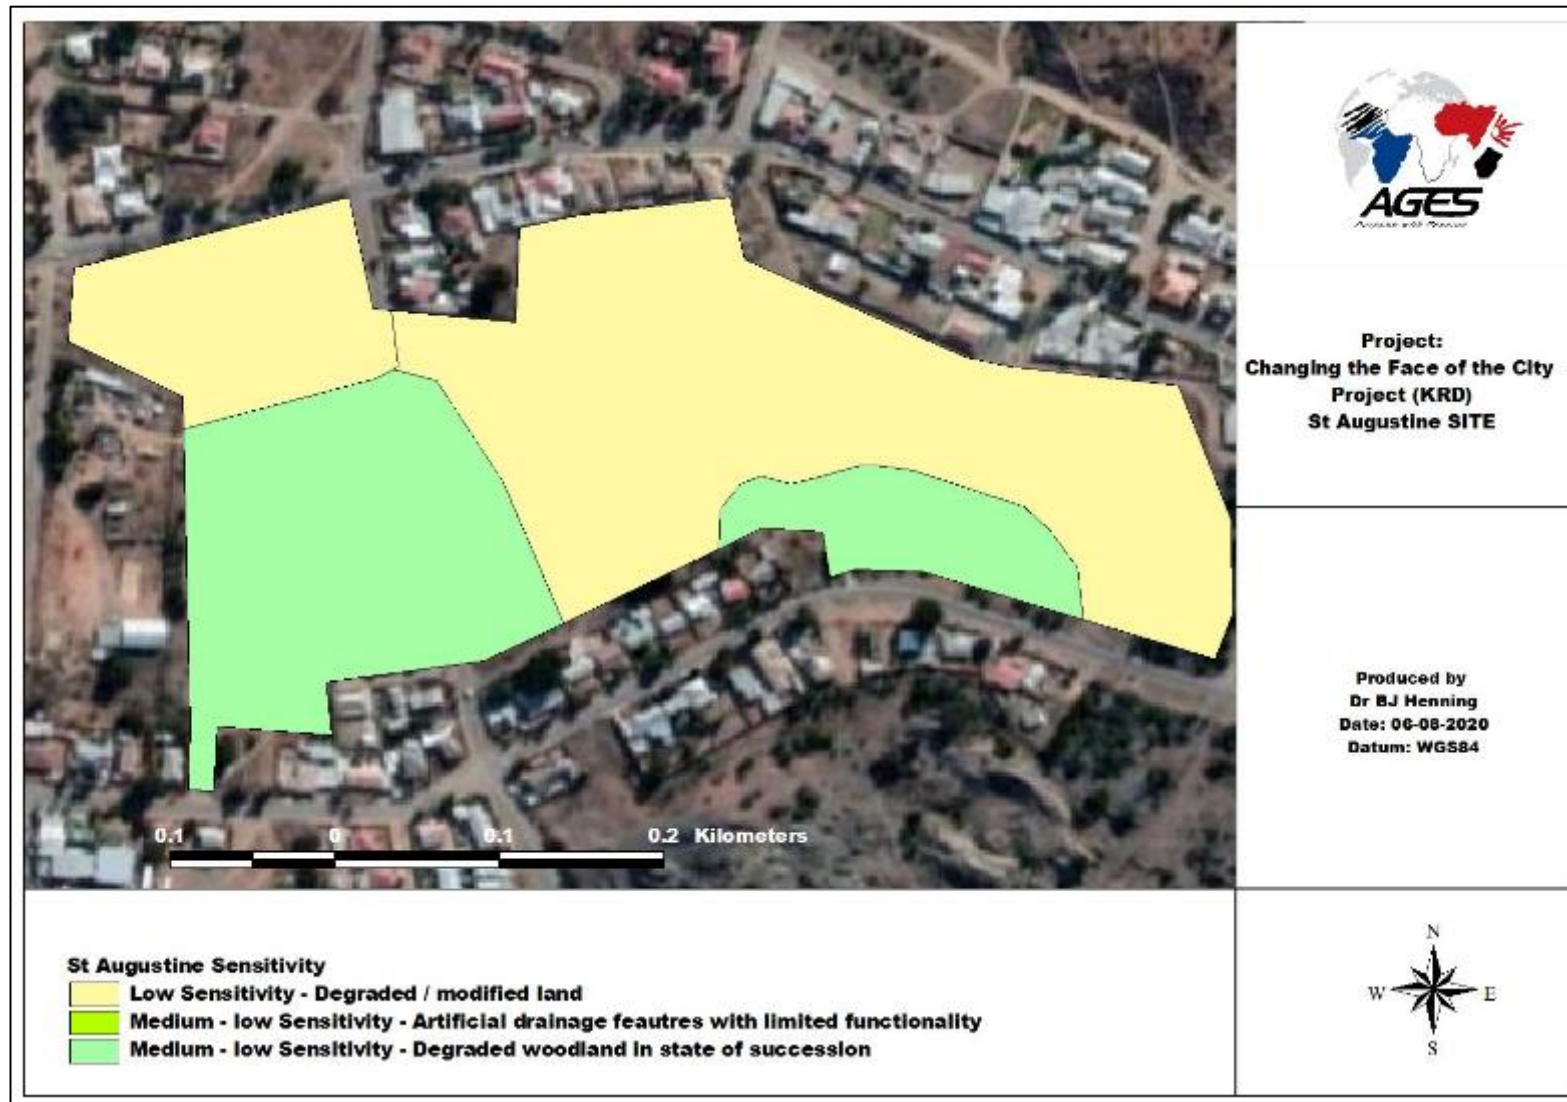 AGES
Project:
Changing the Face of the City
Project (KRD)
St Augustine SITE
Produced by
Dr BJ Henning
Date: 06-08-2020
Datum: WGS84
0.1 0 0.1 0.2 Kilometers
St Augustine Sensitivity
Low Sensitivity - Degraded / modified land
Medium - low Sensitivity - Artificial drainage feautres with limited functionality
Medium - low Sensitivity - Degraded woodland in state of succession
N
W E
S